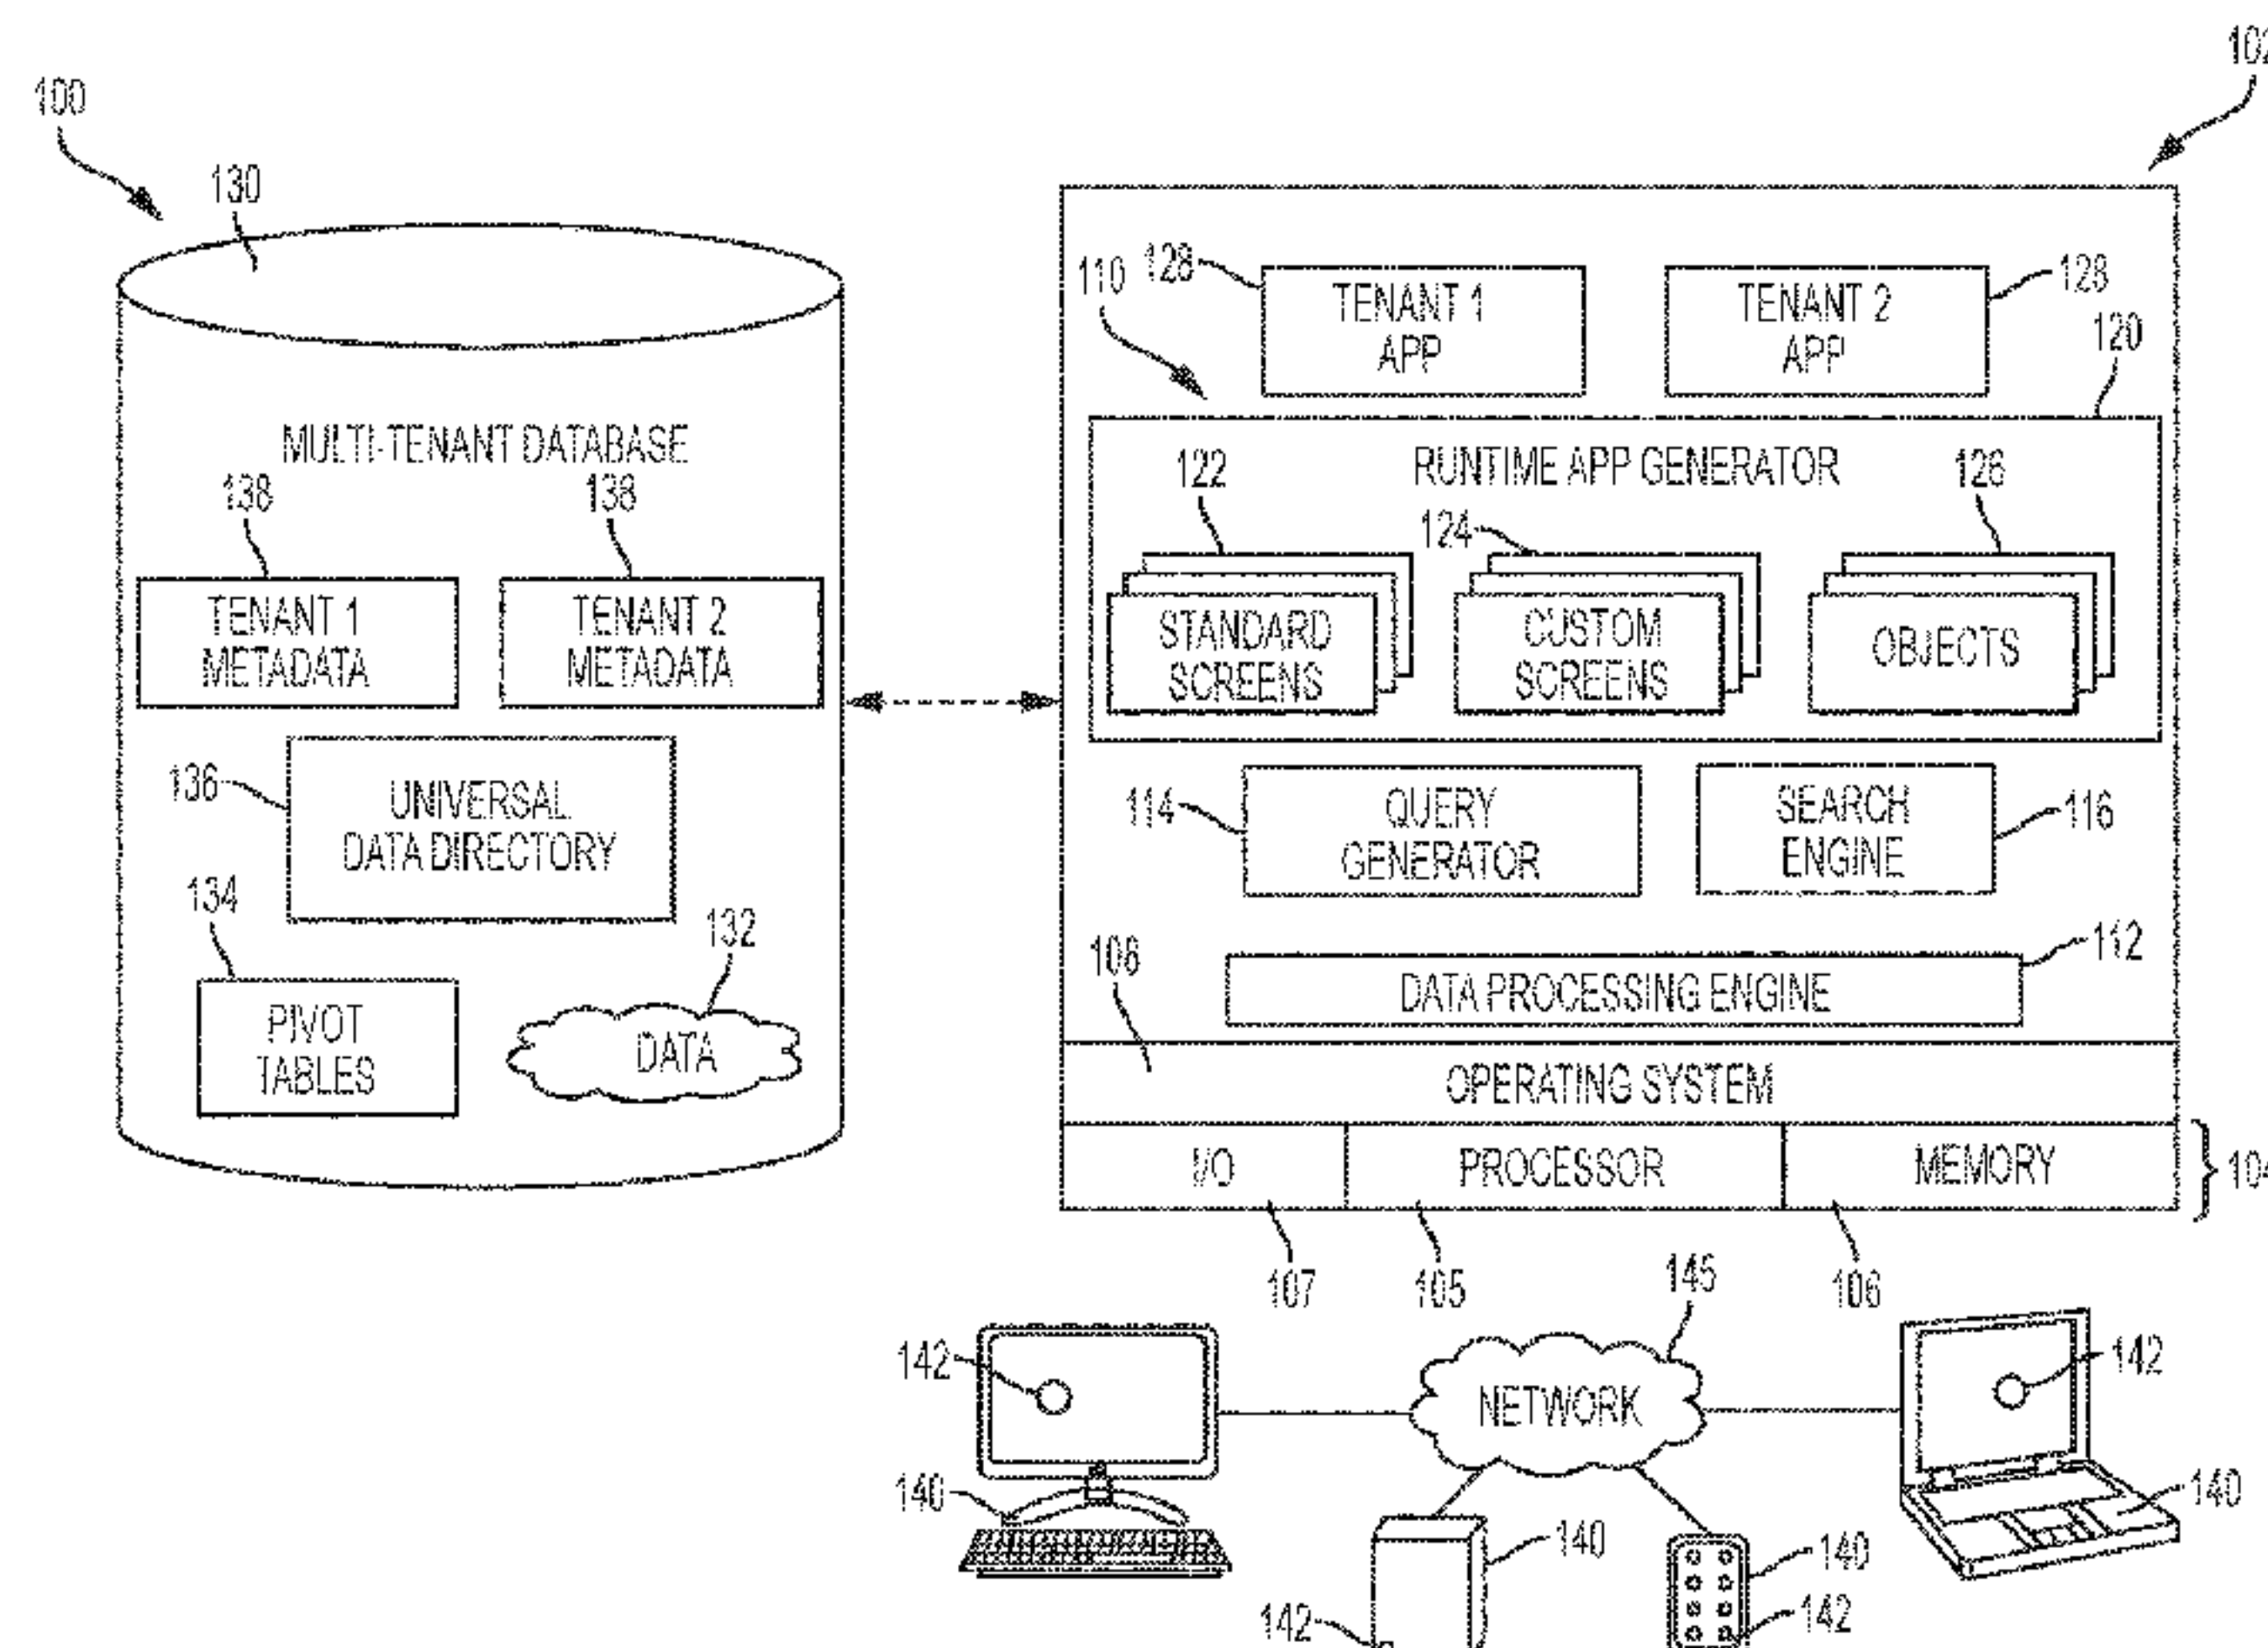 100
102
130
110
128
TENANT 1
APP
TENANT 2
APP
128
120
MULTI-TENANT DATABASE
138
138
TENANT 1
METADATA
TENANT 2
METADATA
RUNTIME APP GENERATOR
122
124
126
STANDARD
SCREENS
CUSTOM
SCREENS
OBJECTS
136
UNIVERSAL
DATA DIRECTORY
114
QUERY
GENERATOR
SEARCH
ENGINE
116
134
132
PIVOT
TABLES
DATA
108
112
DATA PROCESSING ENGINE
OPERATING SYSTEM
I/O
PROCESSOR
MEMORY
104
107
105
106
145
142
NETWORK
142
140
140
140
140
142
142